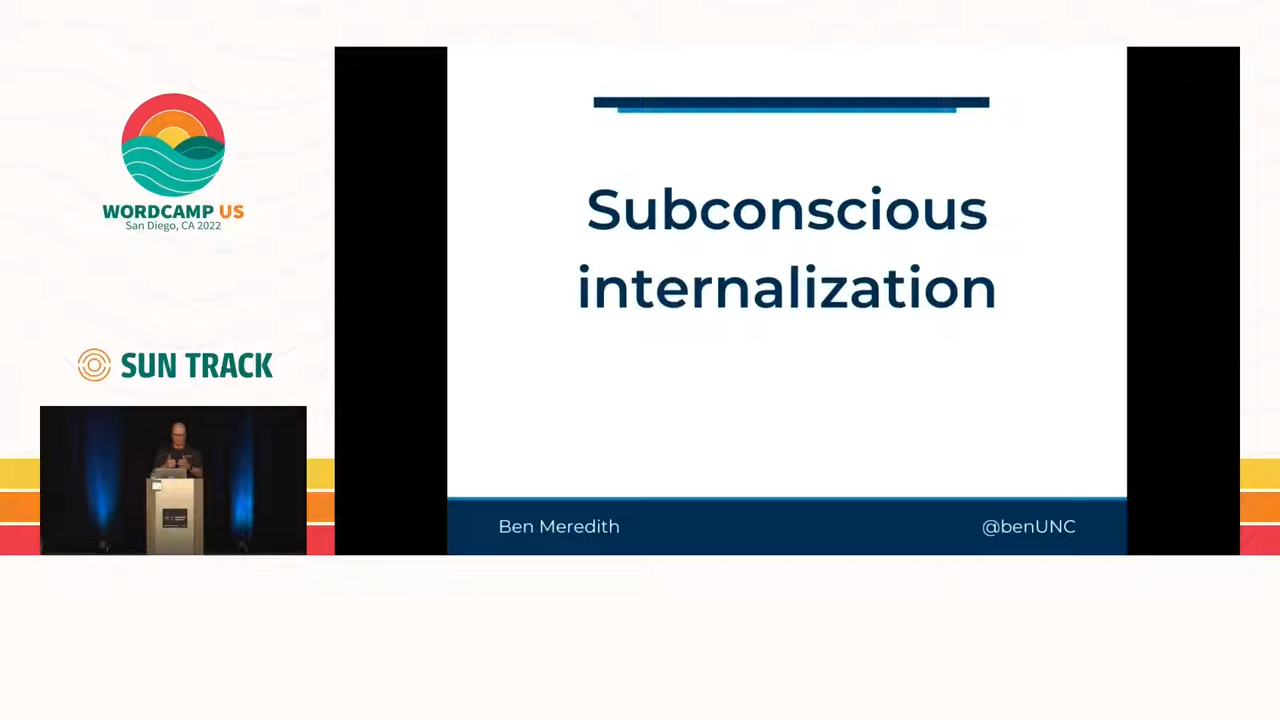 WORDCAMP US
San Diego, CA 2022
SUN TRACK
Subconscious
internalization
Ben Meredith
@benUNC